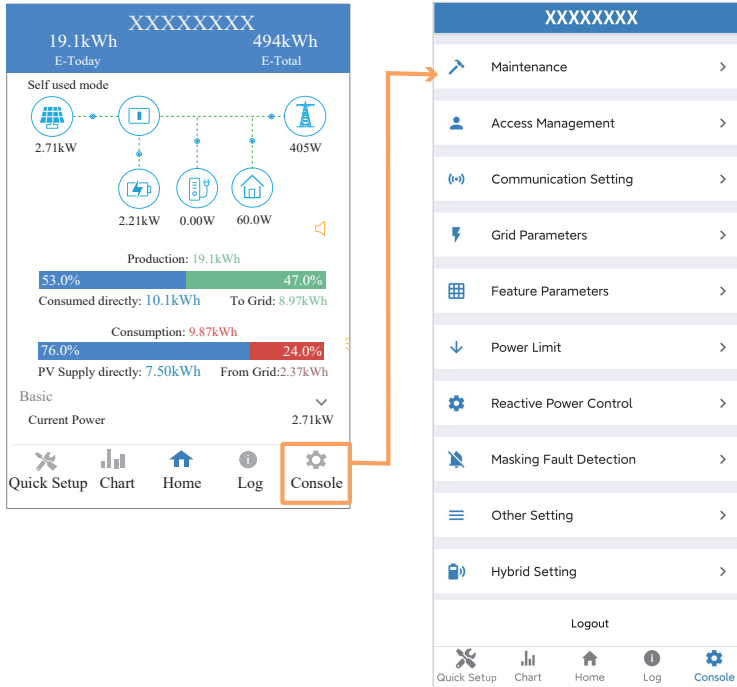 XXXXXXXX
19.1kWh 494kWh
E-Today E-Total
Self used mode
2.71kW 405W
2.21kW 0.00W 60.0W
Production: 19.1kWh
53.0% 47.0%
Consumed directly: 10.1kWh To Grid: 8.97kWh
Consumption: 9.87kWh
76.0% 24.0%
PV Supply directly: 7.50kWh From Grid:2.37kWh
Basic
Current Power 2.71kW
Quick Setup Chart Home Log Console
XXXXXXXX
Maintenance
Access Management
Communication Setting
Grid Parameters
Feature Parameters
Power Limit
Reactive Power Control
Masking Fault Detection
Other Setting
Hybrid Setting
Logout
Quick Setup Chart Home Log Console